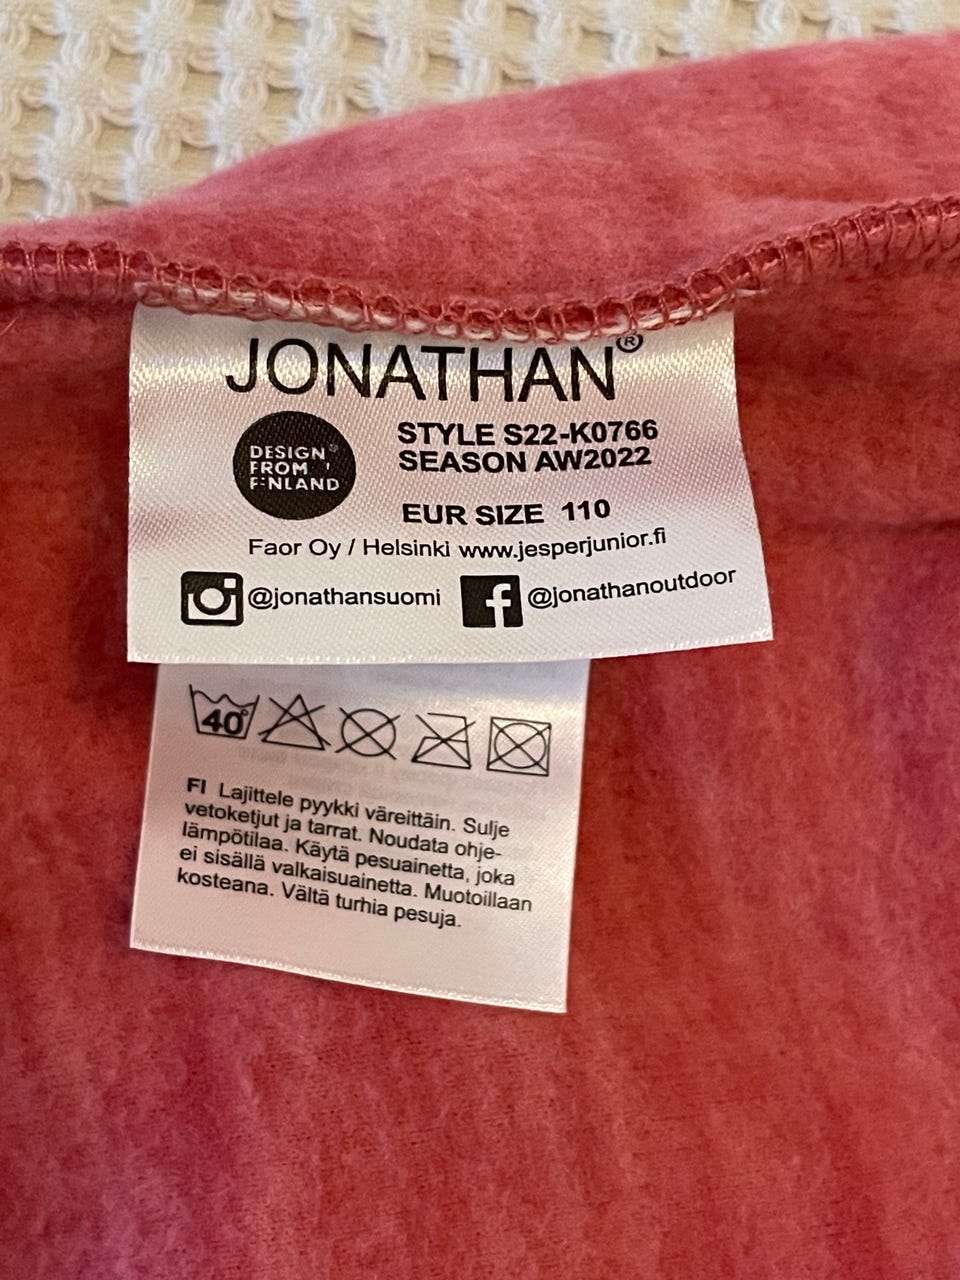 JONATHAN®
DESIGN®
FROM
FINLAND
STYLE S22-K0766
SEASON AW2022
EUR SIZE 110
Faor Oy / Helsinki www.jesperjunior.fi
@jonathansuomi @jonathanoutdoor
40°
FI Lajittele pyykki väreittäin. Sulje
vetoketjut ja tarrat. Noudata ohje-
lämpötilaa. Käytä pesuainetta, joka
ei sisällä valkaisuainetta. Muotoillaan
kosteana. Vältä turhia pesuja.